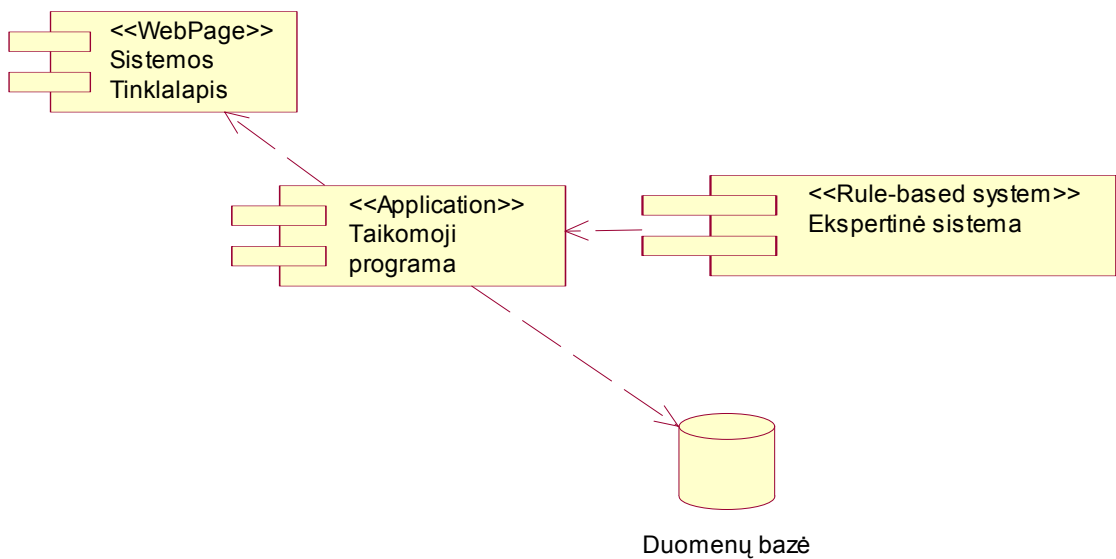 <<WebPage>>
Sistemos
Tinklalapis
<<Application>>
Taikomoji
programa
<<Rule-based system>>
Ekspertinė sistema
Duomenų bazė